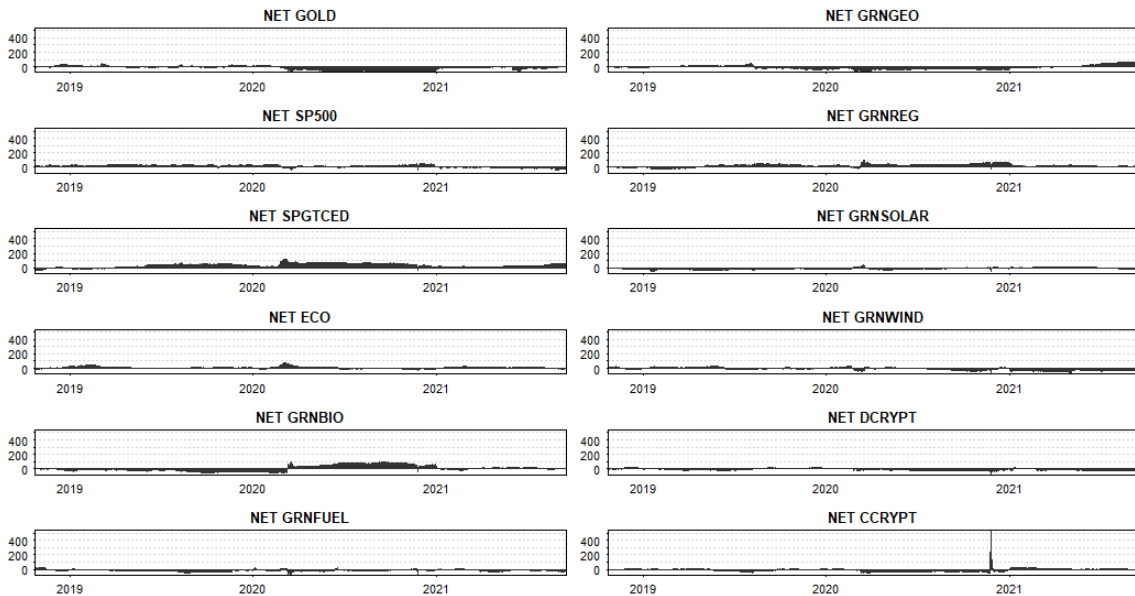 NET GOLD
400
200
0
2019 2020 2021
NET GRNGEO
400
200
0
2019 2020 2021
NET SP500
400
200
0
2019 2020 2021
NET GRNREG
400
200
0
2019 2020 2021
NET SPGTCED
400
200
0
2019 2020 2021
NET GRNSOLAR
400
200
0
2019 2020 2021
NET ECO
400
200
0
2019 2020 2021
NET GRNWIND
400
200
0
2019 2020 2021
NET GRNBIO
400
200
0
2019 2020 2021
NET DCRYPT
400
200
0
2019 2020 2021
NET GRNFUEL
400
200
0
2019 2020 2021
NET CCRYPT
400
200
0
2019 2020 2021